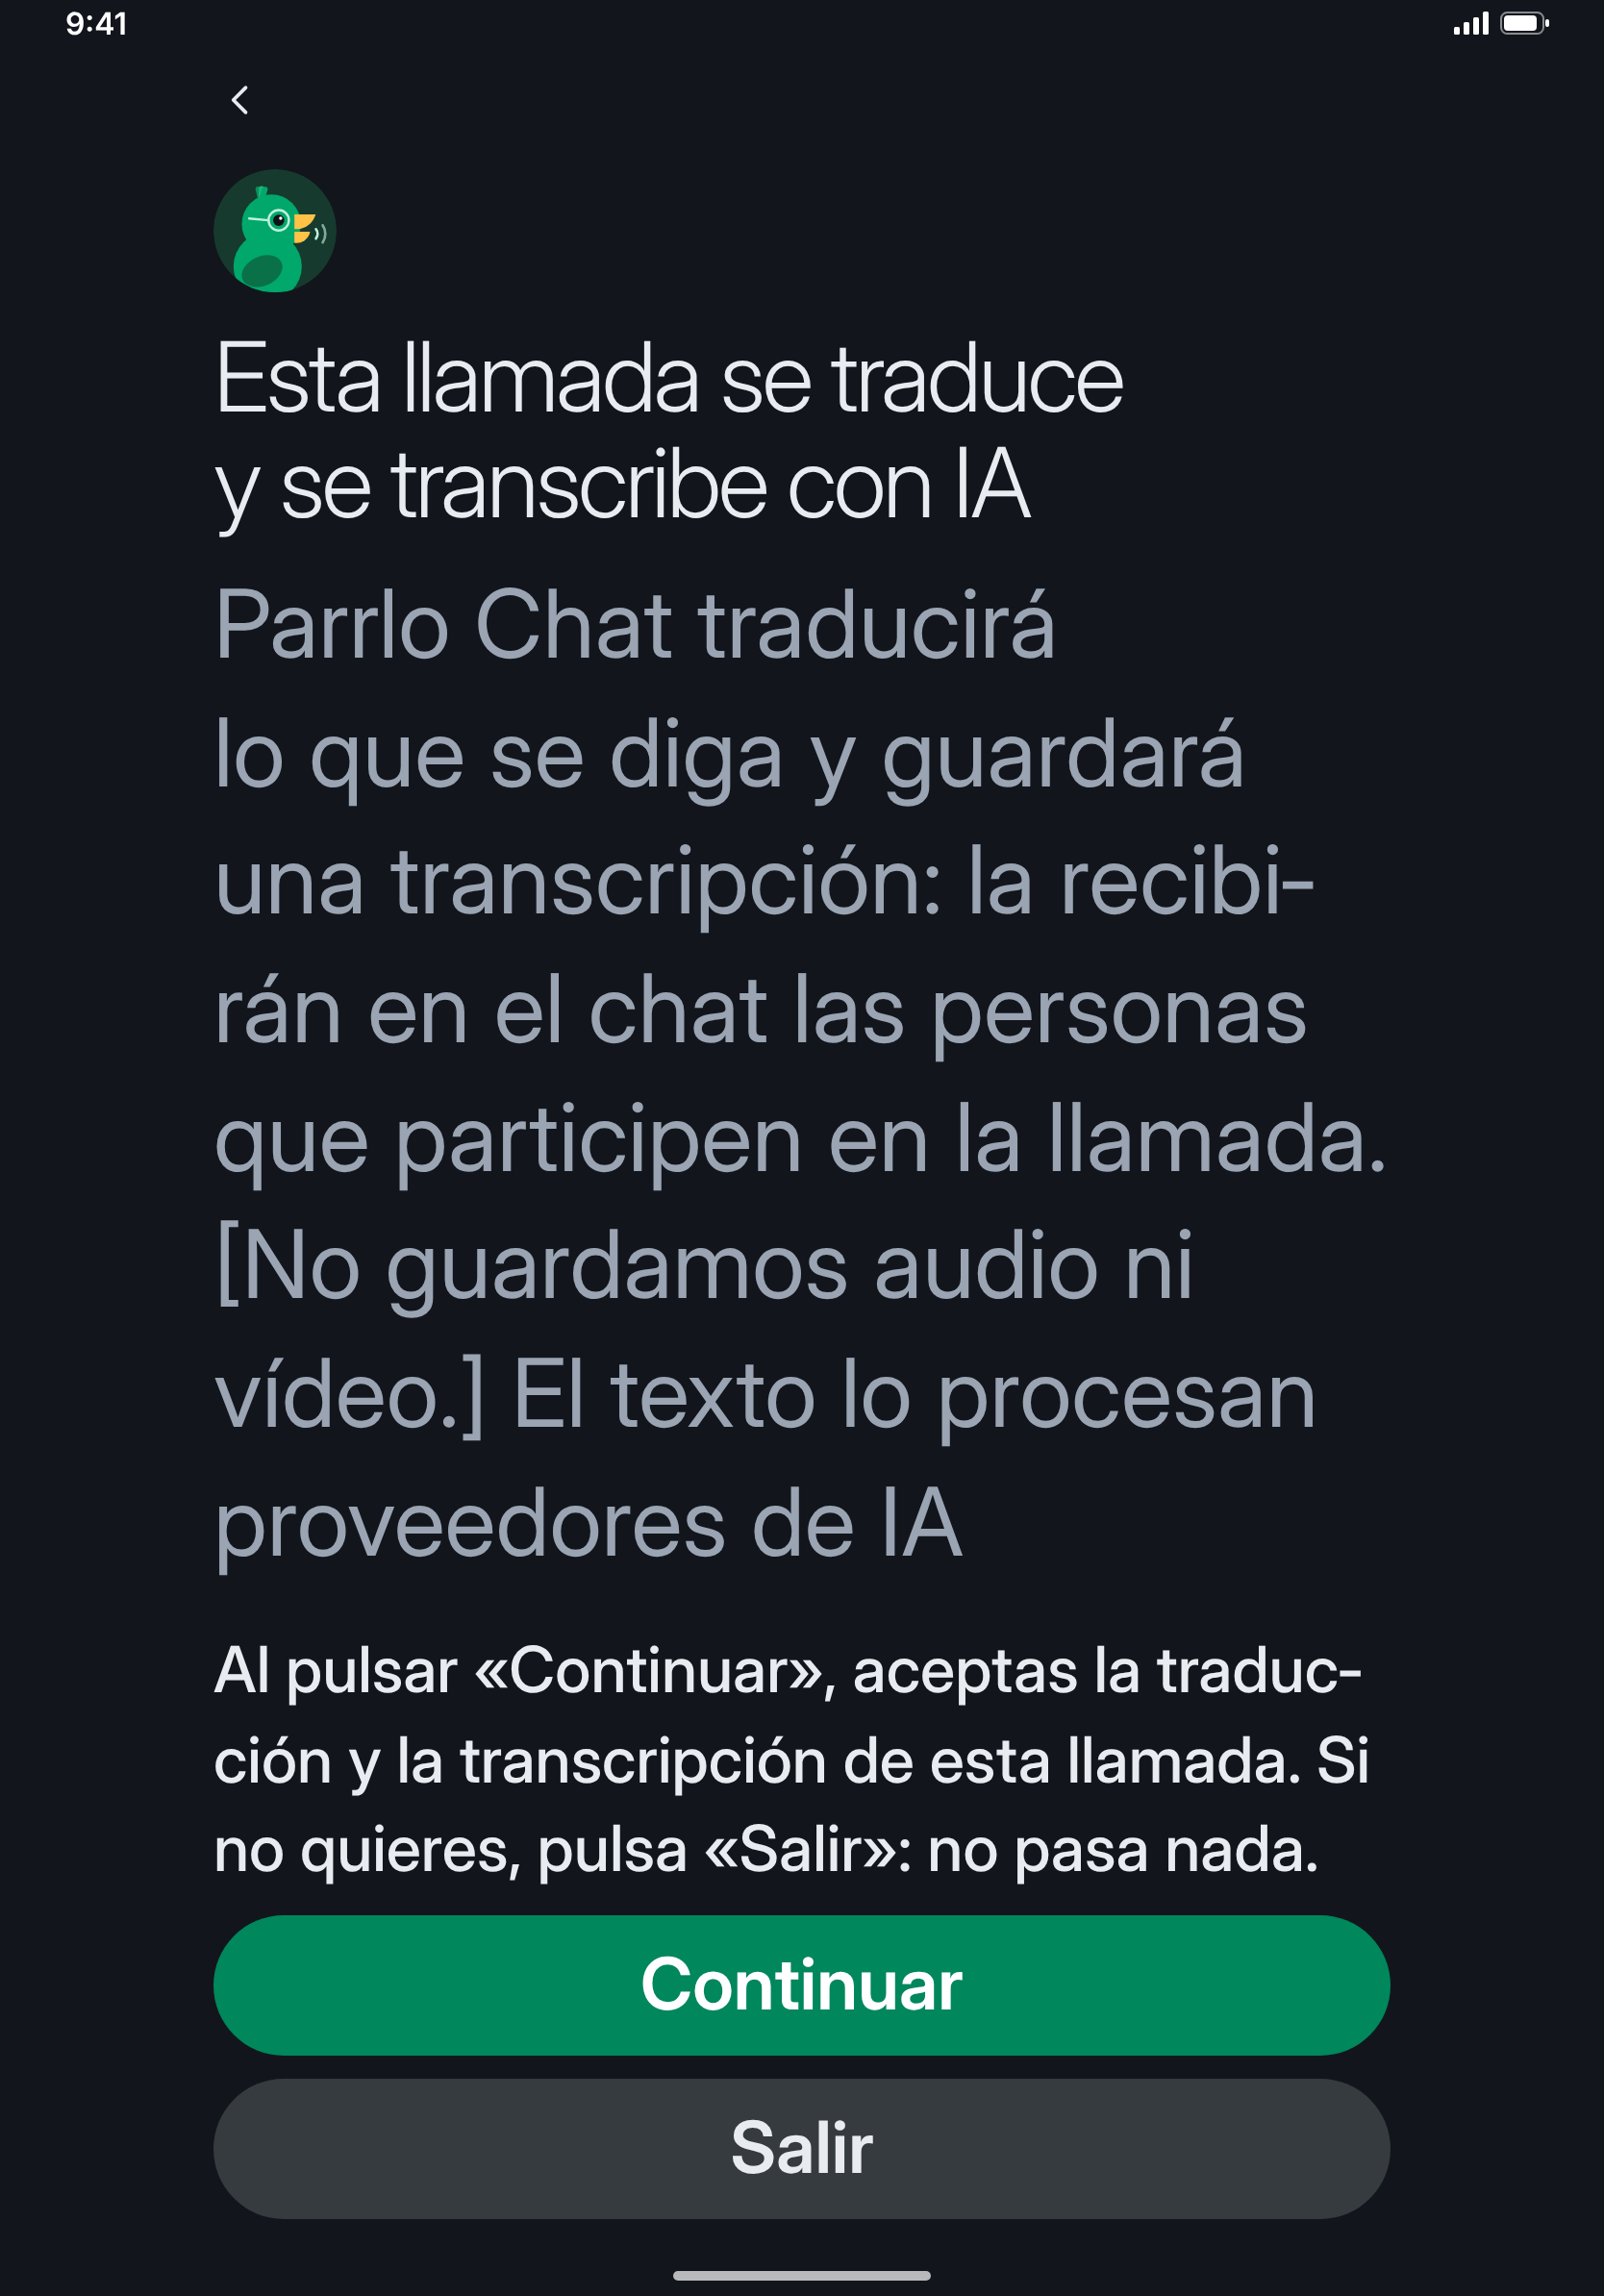 9:41
Esta llamada se traduce
y se transcribe con IA
Parrlo Chat traducirá
lo que se diga y guardará
una transcripción: la recibi-
rán en el chat las personas
que participen en la llamada.
[No guardamos audio ni
vídeo.] El texto lo procesan
proveedores de IA
Al pulsar «Continuar», aceptas la traduc-
ción y la transcripción de esta llamada. Si
no quieres, pulsa «Salir»: no pasa nada.
Continuar
Salir